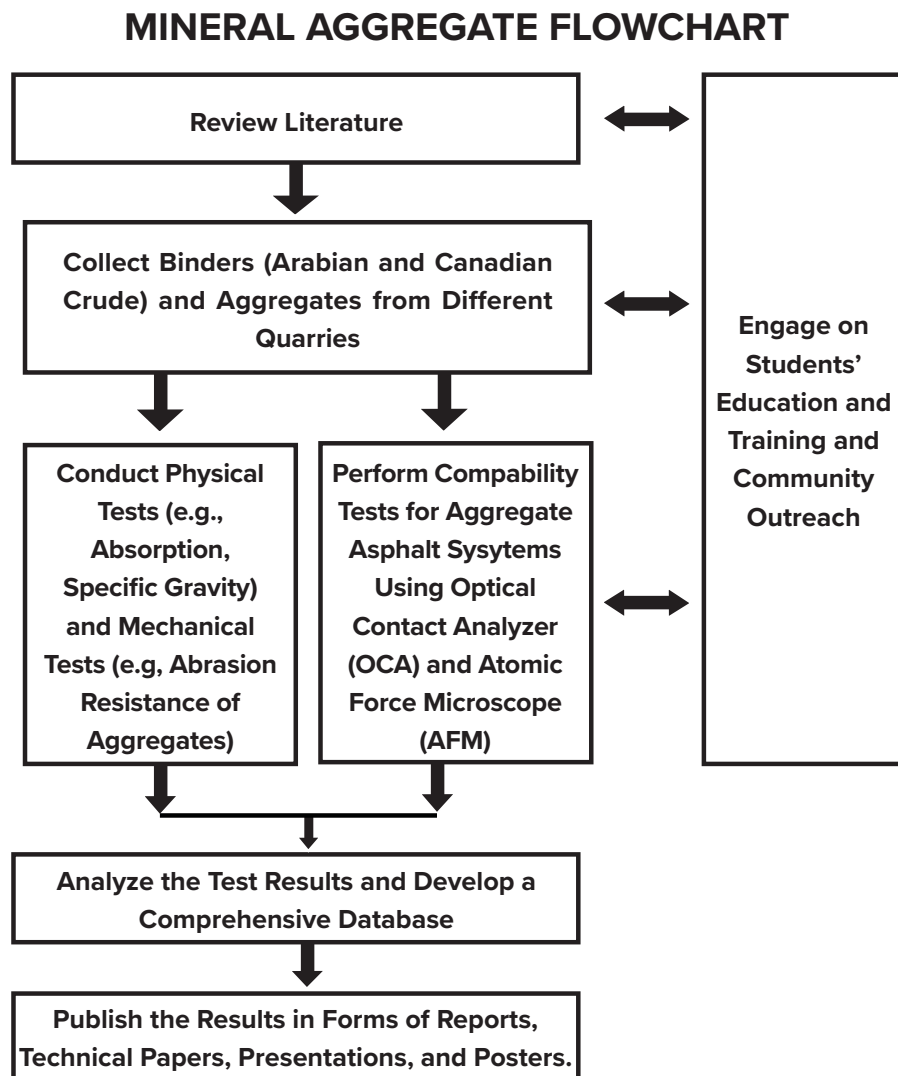 MINERAL AGGREGATE FLOWCHART
Review Literature
Collect Binders (Arabian and Canadian
Crude) and Aggregates from Different
Quarries
Conduct Physical
Tests (e.g.,
Absorption,
Specific Gravity)
and Mechanical
Tests (e.g, Abrasion
Resistance of
Aggregates)
Perform Compability
Tests for Aggregate
Asphalt Sysytems
Using Optical
Contact Analyzer
(OCA) and Atomic
Force Microscope
(AFM)
Engage on
Students’
Education and
Training and
Community
Outreach
Analyze the Test Results and Develop a
Comprehensive Database
Publish the Results in Forms of Reports,
Technical Papers, Presentations, and Posters.